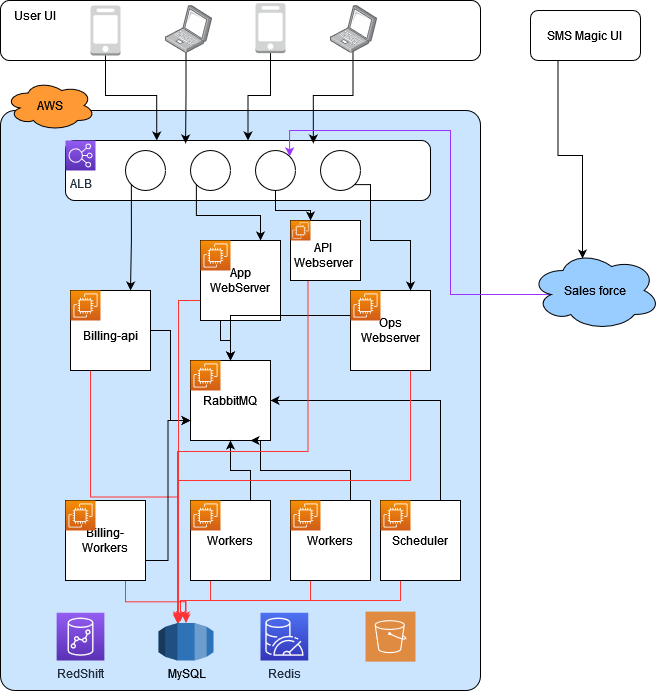 User UI
SMS Magic UI
AWS
ALB
API
Webserver
App
WebServer
Sales force
Billing-api
Ops
Webserver
RabbitMQ
Billing-
Workers
Workers
Workers
Scheduler
RedShift
MySQL
Redis